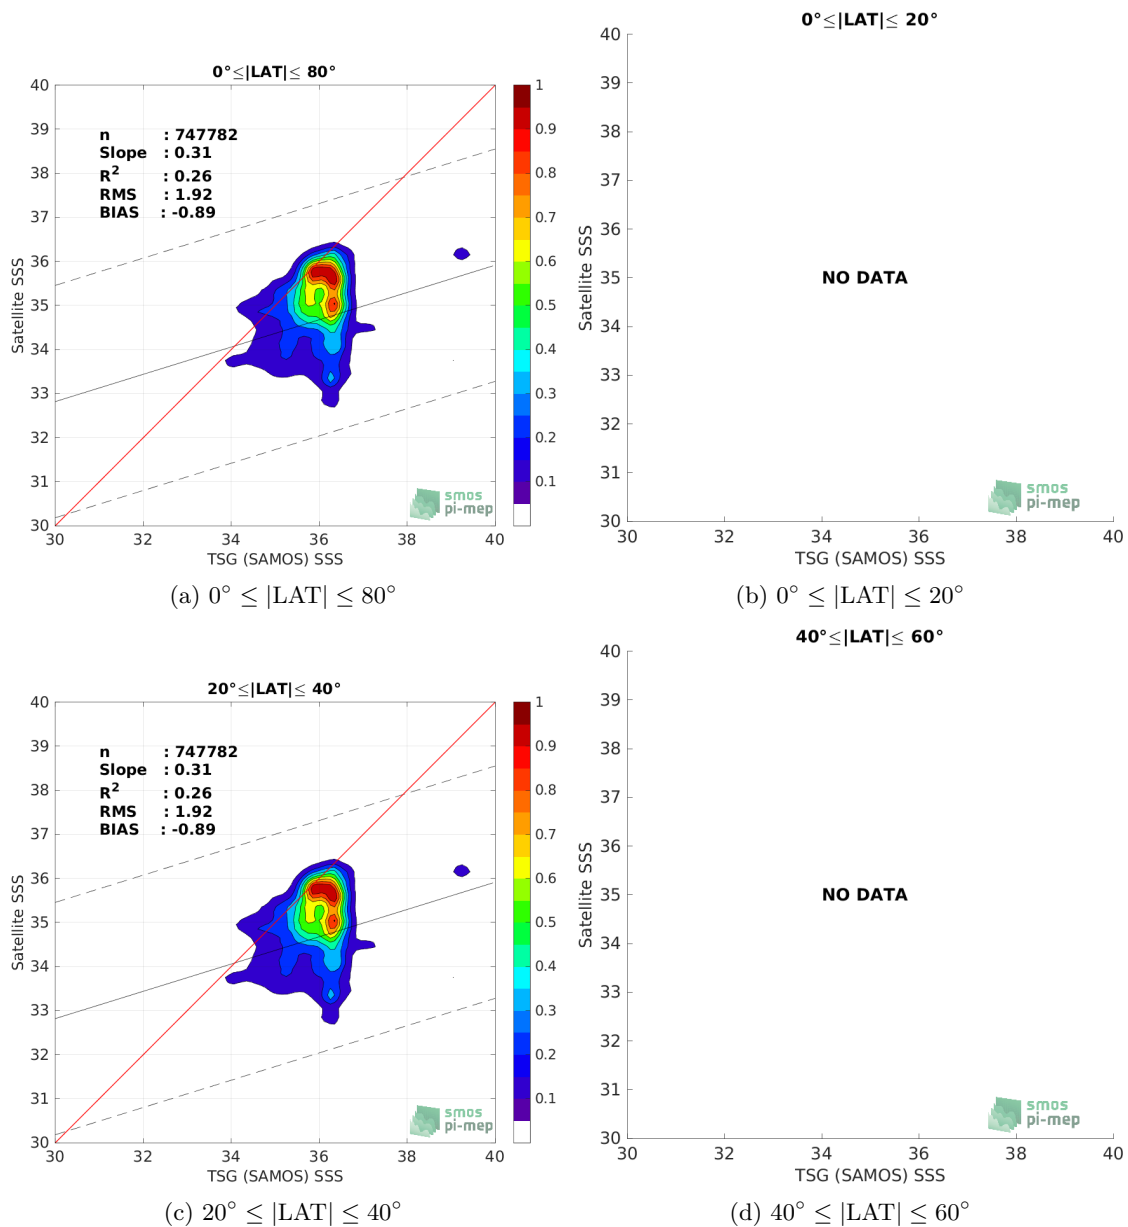 0°≤|LAT|≤ 80°
40
39
38
37
36
35
34
33
32
31
30
30
32
34
36
38
40
n : 747782
Slope : 0.31
R² : 0.26
RMS : 1.92
BIAS : -0.89
Satellite SSS
TSG (SAMOS) SSS
1
0.9
0.8
0.7
0.6
0.5
0.4
0.3
0.2
0.1
smos
pi-mep
(a) 0° ≤ |LAT| ≤ 80°
0°≤|LAT|≤ 20°
40
39
38
37
36
35
34
33
32
31
30
30
32
34
36
38
40
Satellite SSS
NO DATA
TSG (SAMOS) SSS
smos
pi-mep
(b) 0° ≤ |LAT| ≤ 20°
20°≤|LAT|≤ 40°
40
39
38
37
36
35
34
33
32
31
30
30
32
34
36
38
40
n : 747782
Slope : 0.31
R² : 0.26
RMS : 1.92
BIAS : -0.89
Satellite SSS
TSG (SAMOS) SSS
1
0.9
0.8
0.7
0.6
0.5
0.4
0.3
0.2
0.1
smos
pi-mep
(c) 20° ≤ |LAT| ≤ 40°
40°≤|LAT|≤ 60°
40
39
38
37
36
35
34
33
32
31
30
30
32
34
36
38
40
Satellite SSS
NO DATA
TSG (SAMOS) SSS
smos
pi-mep
(d) 40° ≤ |LAT| ≤ 60°